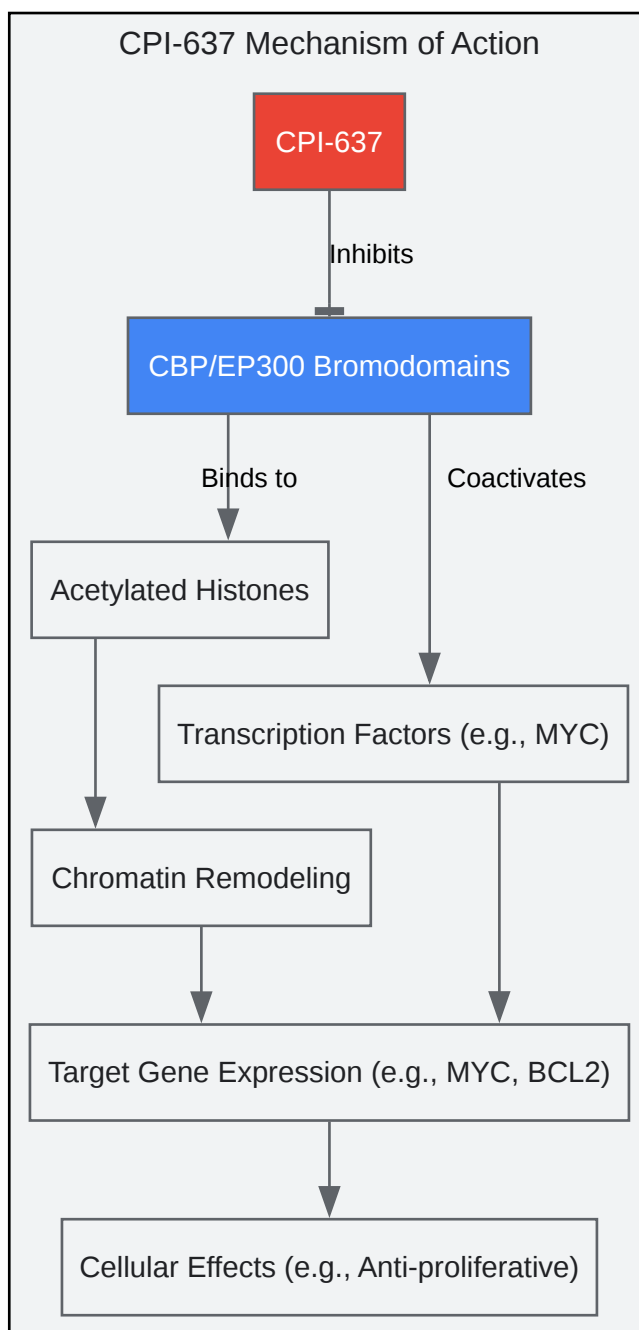 CPI-637 Mechanism of Action
CPI-637
Inhibits
CBP/EP300 Bromodomains
Binds to
Coactivates
Acetylated Histones
Transcription Factors (e.g., MYC)
Chromatin Remodeling
Target Gene Expression (e.g., MYC, BCL2)
Cellular Effects (e.g., Anti-proliferative)